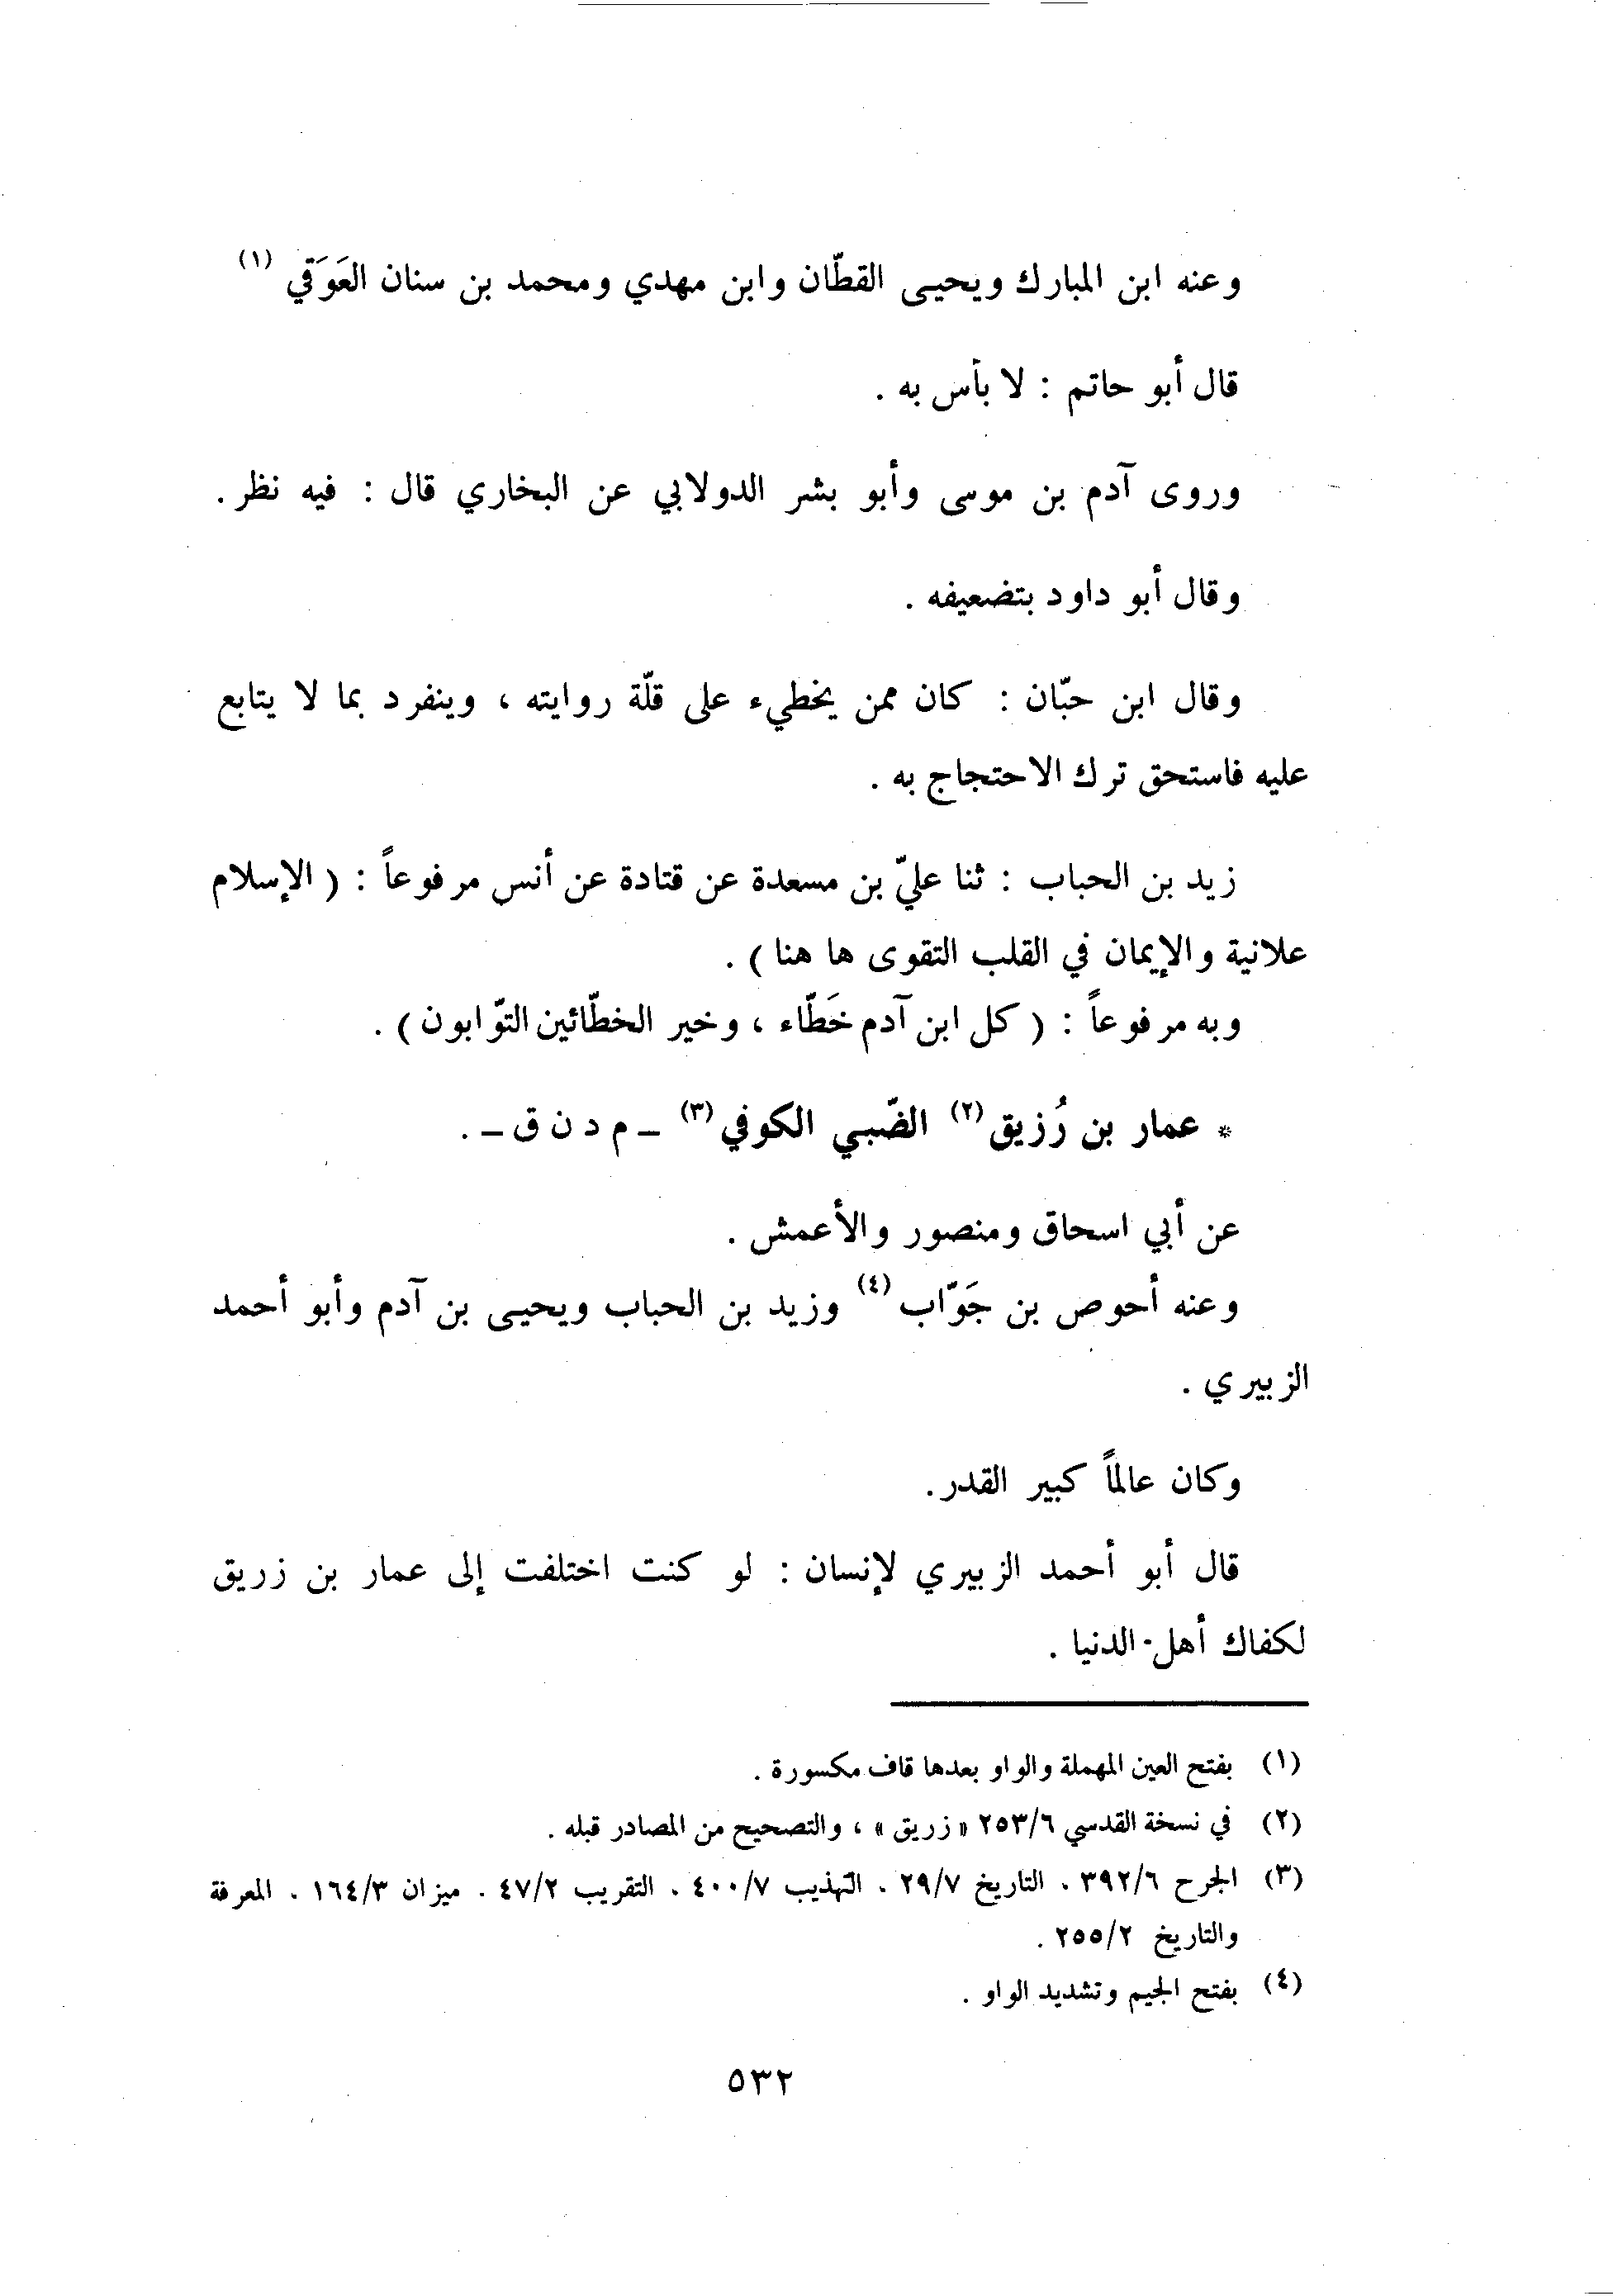 وعنه ابن المبارك ويحيى القطّان وابن مهدي ومحمد بن سنان العَوَقي (١)
قال أبو حاتم : لا بأس به .
وروى آدم بن موسى وأبو بشر الدولابي عن البخاري قال : فيه نظر .
وقال أبو داود بتضعيفه .
وقال ابن حبّان : كان ممن يخطيء على قلّة روايته ، وينفرد بما لا يتابع
عليه فاستحق ترك الاحتجاج به .
زيد بن الحباب : ثنا عليّ بن مسعدة عن قتادة عن أنس مرفوعاً : ( الإسلام
علانية والإيمان في القلب التقوى ها هنا ) .
وبه مرفوعاً : ( كل ابن آدم خَطّاء ، وخير الخطّائين التوّابون ) .
* عمار بن رُزيق (٢) الضّبي الكوفي (٣) ـ م د ن ق ـ .
عن أبي اسحاق ومنصور والأعمش .
وعنه أحوص بن جَوّاب (٤) وزيد بن الحباب ويحيى بن آدم وأبو أحمد
الزبيري .
وكان عالماً كبير القدر .
قال أبو أحمد الزبيري لإنسان : لو كنت اختلفت إلى عمار بن زريق
لكفاك أهل الدنيا .
(١) بفتح العين المهملة والواو بعدها قاف مكسورة .
(٢) في نسخة القدسي ٢٥٣/٦ « زريق » ، والتصحيح من المصادر قبله .
(٣) الجرح ٣٩٢/٦ . التاريخ ٢٩/٧ . التهذيب ٤٠٠/٧ . التقريب ٤٧/٢ . ميزان ١٦٤/٣ . المعرفة
والتاريخ ٢٥٥/٢ .
(٤) بفتح الجيم وتشديد الواو .
٥٣٢